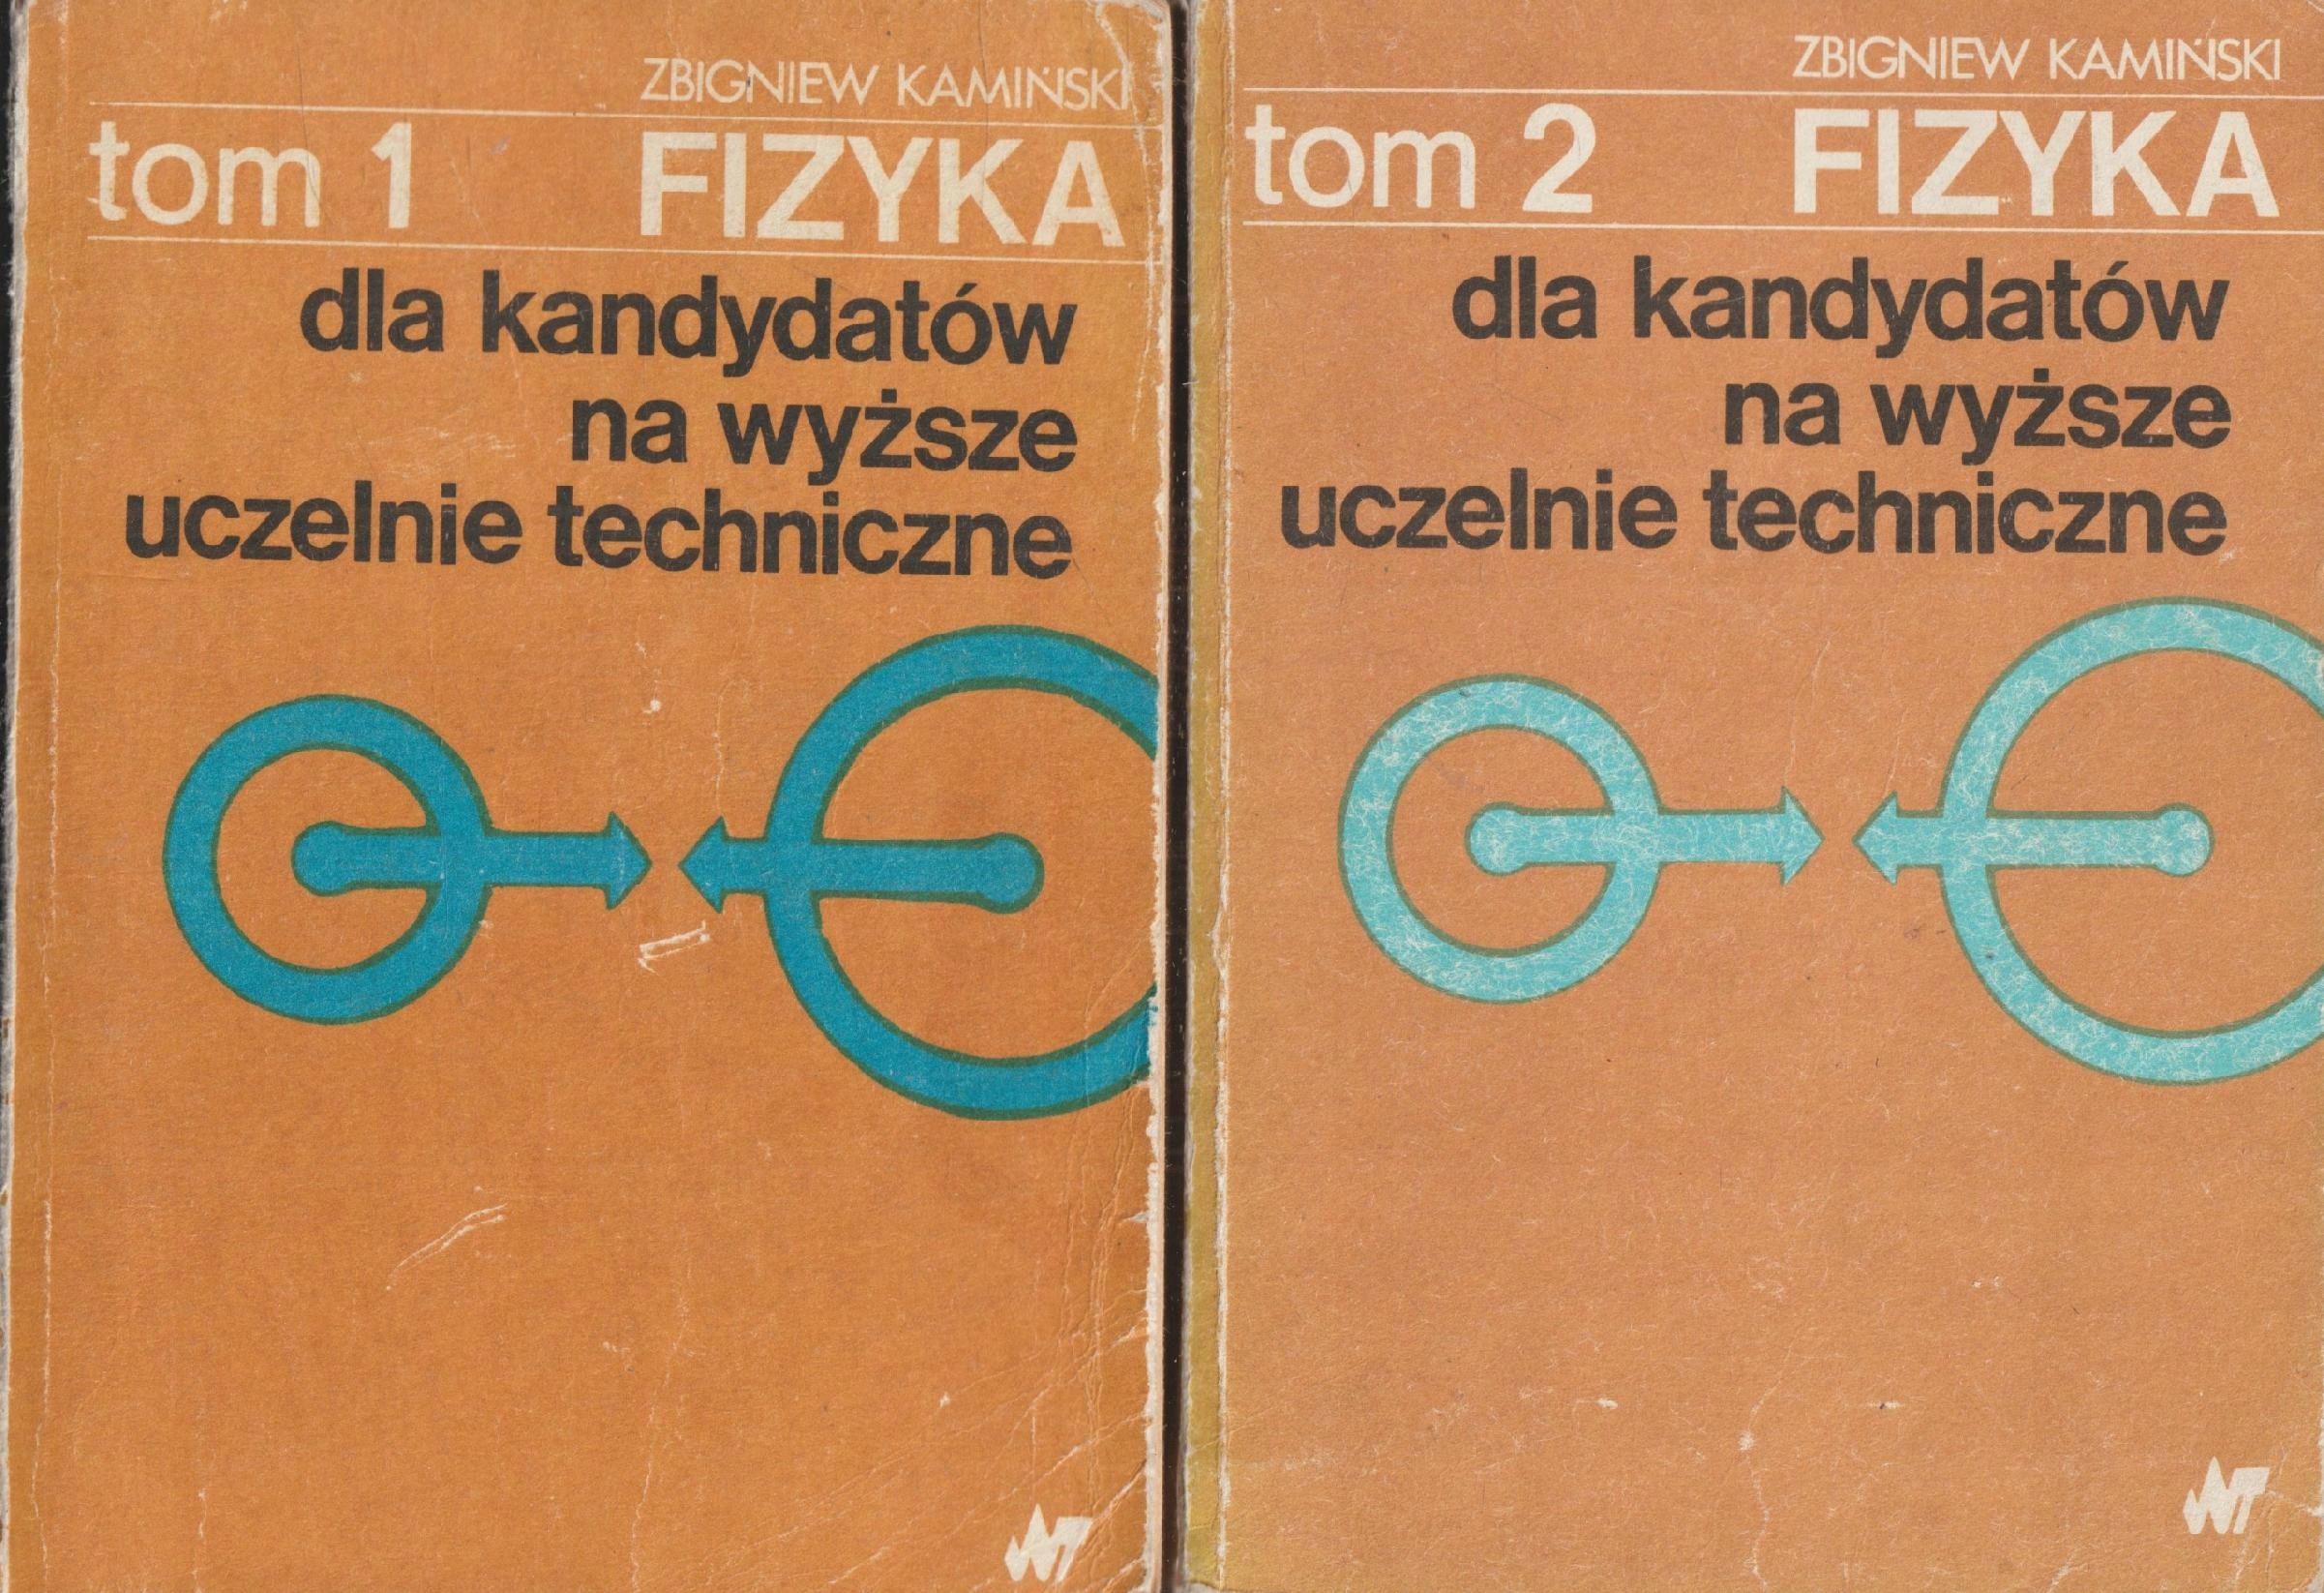 ZBIGNIEW KAMIŃSKI
tom 1 FIZYKA
dla kandydatów
na wyższe
uczelnie techniczne
WNT
ZBIGNIEW KAMIŃSKI
tom 2 FIZYKA
dla kandydatów
na wyższe
uczelnie techniczne
WNT